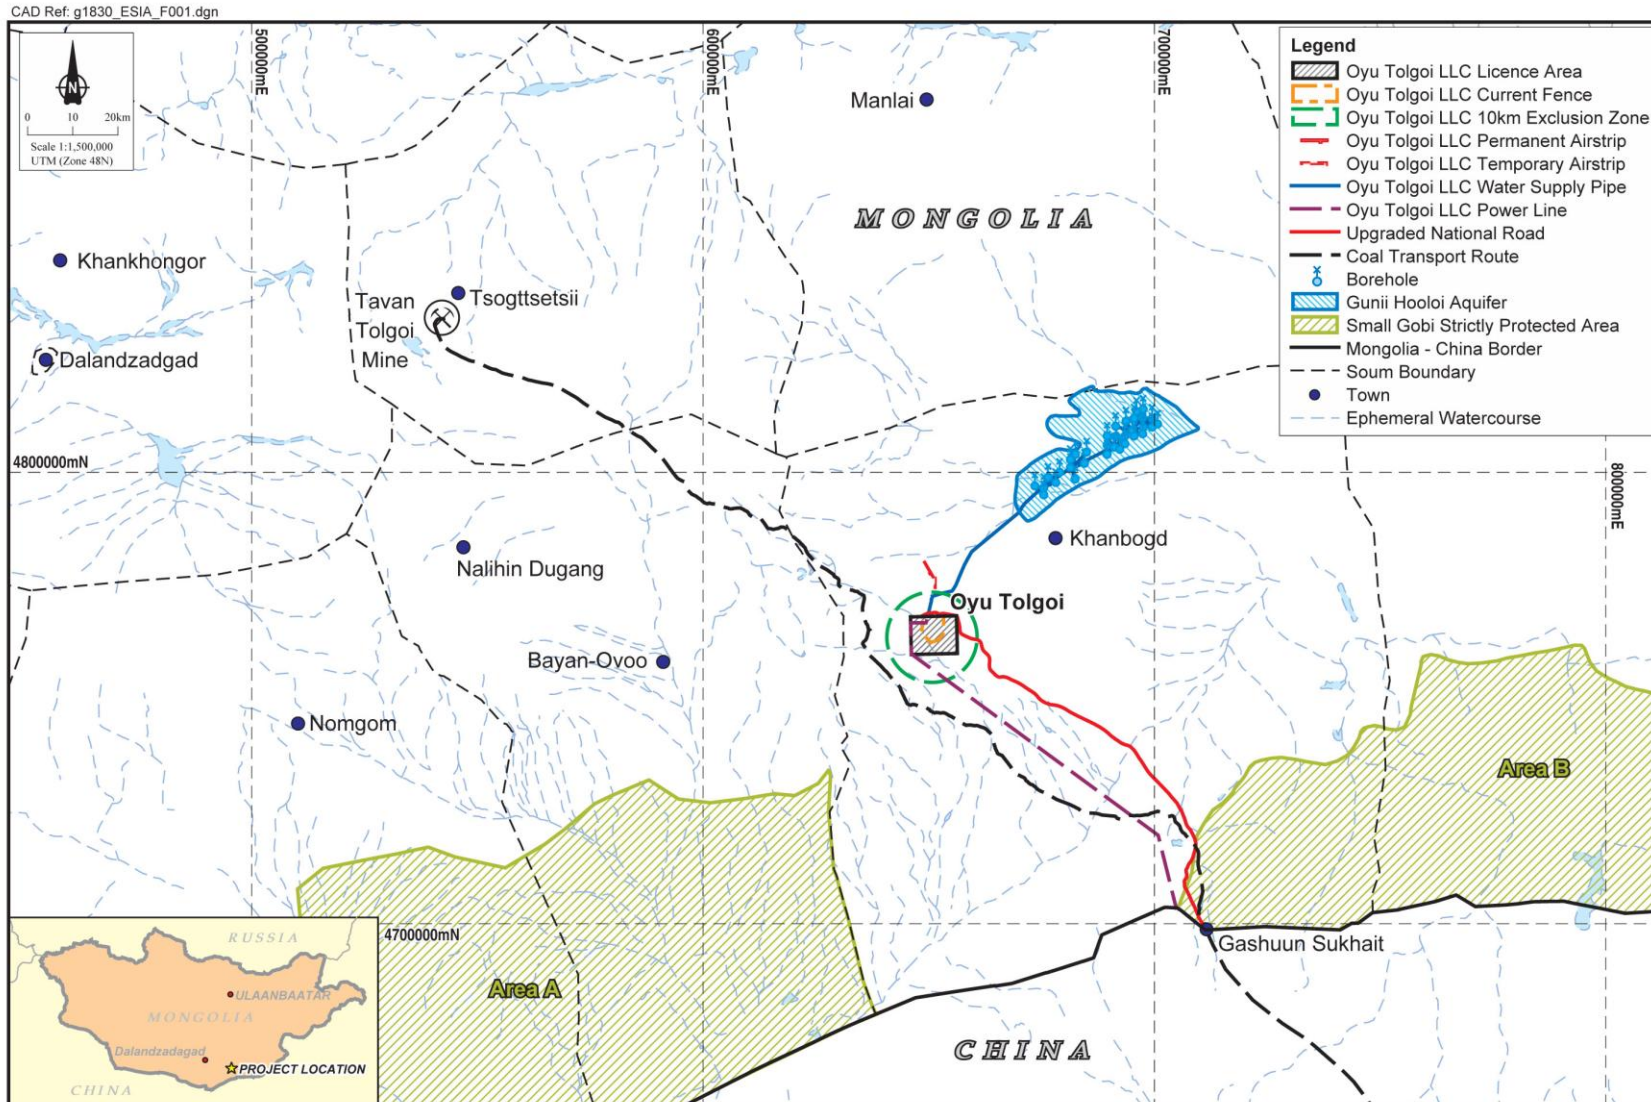 CAD Ref: g1830_ESIA_F001.dgn
N
0 10 20km
Scale 1:1,500,000
UTM (Zone 48N)
500000mE
600000mE
700000mE
800000mE
Legend
Oyu Tolgoi LLC Licence Area
Oyu Tolgoi LLC Current Fence
Oyu Tolgoi LLC 10km Exclusion Zone
Oyu Tolgoi LLC Permanent Airstrip
Oyu Tolgoi LLC Temporary Airstrip
Oyu Tolgoi LLC Water Supply Pipe
Oyu Tolgoi LLC Power Line
Upgraded National Road
Coal Transport Route
Borehole
Gunii Hooloi Aquifer
Small Gobi Strictly Protected Area
Mongolia - China Border
Soum Boundary
Town
Ephemeral Watercourse
Manlai
MONGOLIA
Khankhongor
Tsogttsetsii
Tavan
Tolgoi
Mine
Dalandzadgad
4800000mN
Khanbogd
Nalihin Dugang
Oyu Tolgoi
Bayan-Ovoo
Nomgom
Area B
4700000mN
Gashuun Sukhait
Area A
CHINA
RUSSIA
ULAANBAATAR
MONGOLIA
Dalandzadagad
PROJECT LOCATION
CHINA